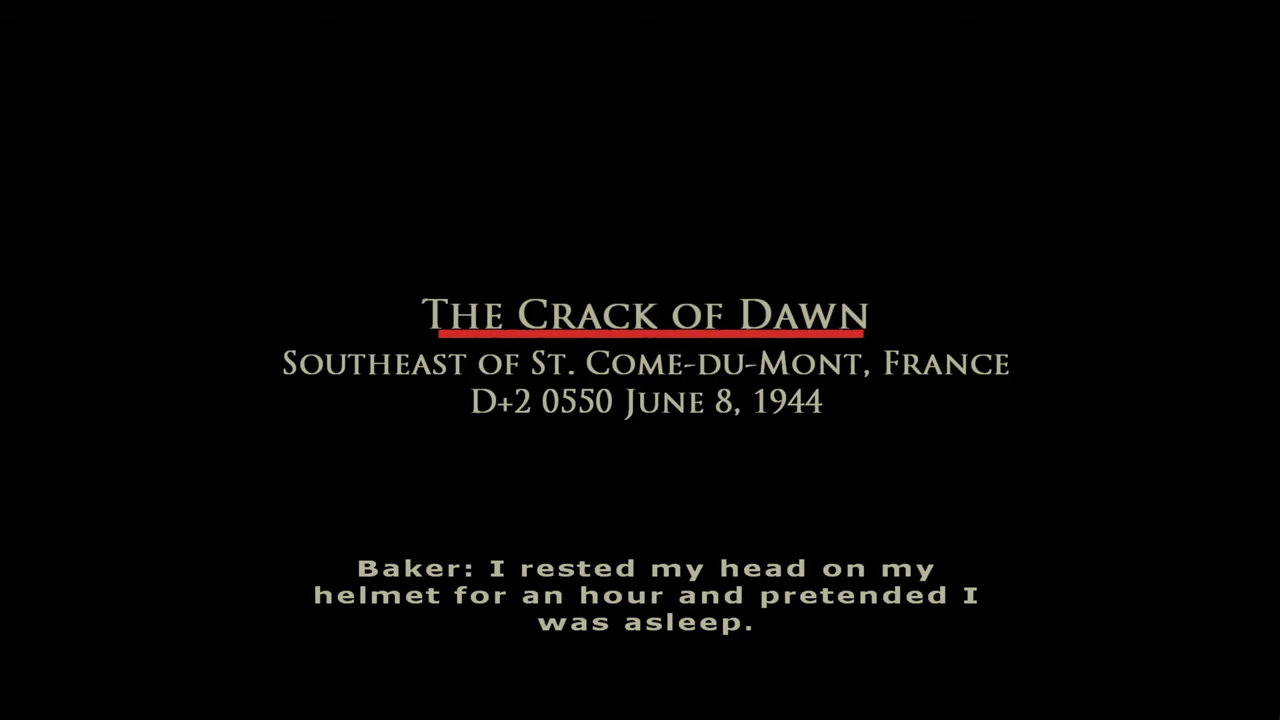 The Crack of Dawn
Southeast of St. Come-du-Mont, France
D+2 0550 June 8, 1944
Baker: I rested my head on my
helmet for an hour and pretended I
was asleep.